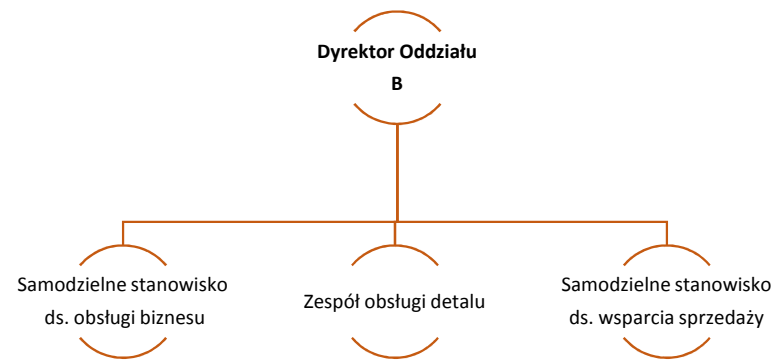 Dyrektor Oddziału
B
Samodzielne stanowisko
ds. obsługi biznesu
Zespół obsługi detalu
Samodzielne stanowisko
ds. wsparcia sprzedaży